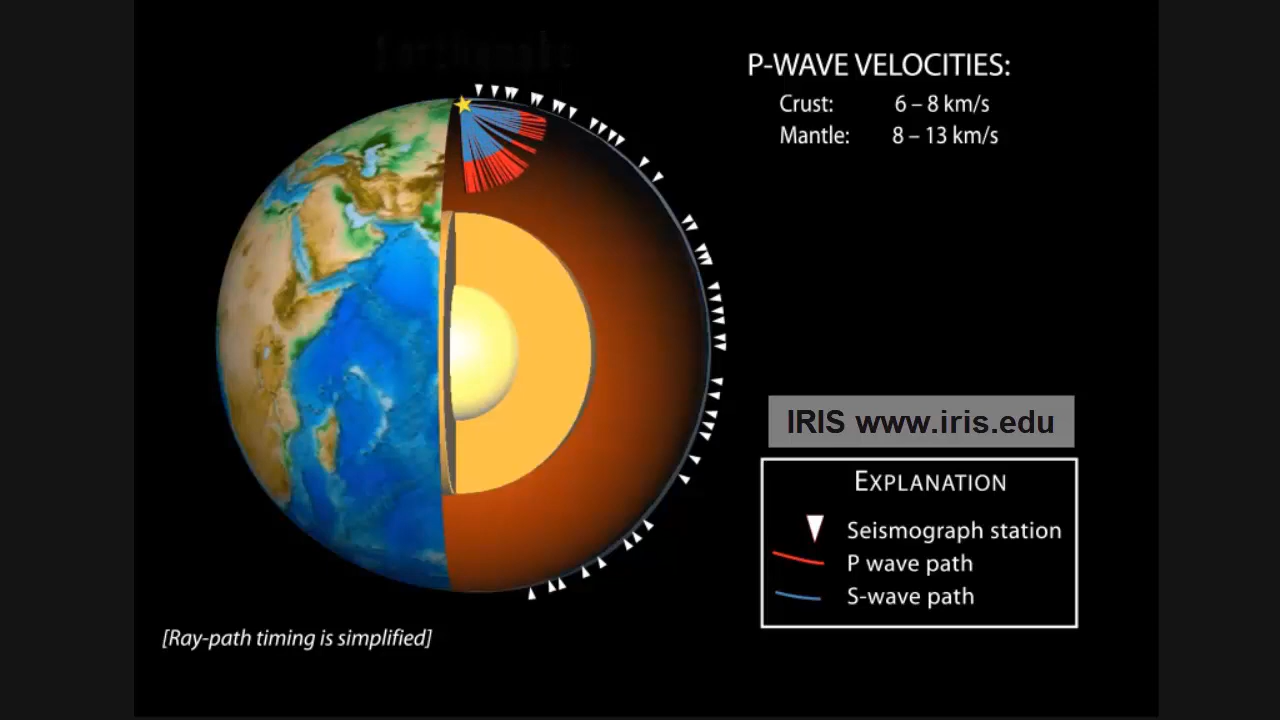 P-WAVE VELOCITIES:
Crust: 6 – 8 km/s
Mantle: 8 – 13 km/s
IRIS www.iris.edu
EXPLANATION
Seismograph station
P wave path
S-wave path
[Ray-path timing is simplified]